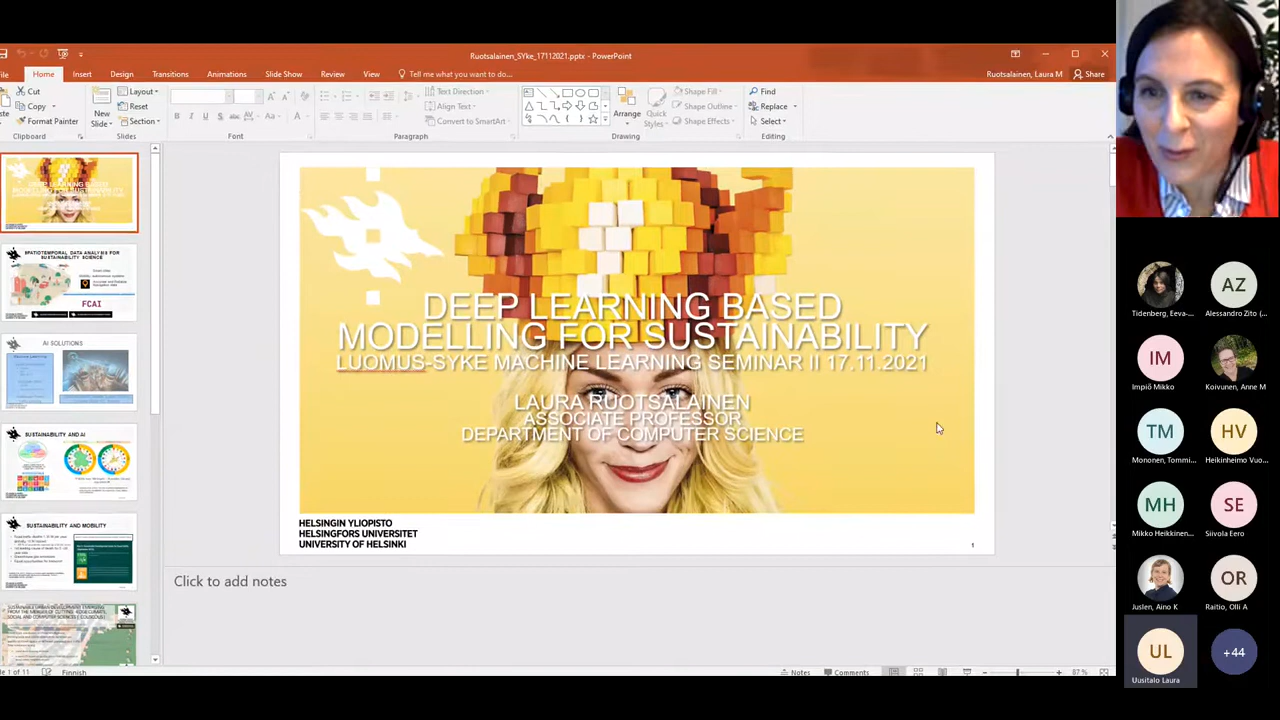 Ruotsalainen_SYke_17112021.pptx - PowerPoint
Home Insert Design Transitions Animations Slide Show Review View Tell me what you want to do...
Ruotsalainen, Laura M Share
Cut
Copy
Format Painter
Clipboard
New Slide
Layout
Reset
Section
Slides
Font
Text Direction
Align Text
Convert to SmartArt
Paragraph
Arrange
Quick Styles
Shape Fill
Shape Outline
Shape Effects
Drawing
Find
Replace
Select
Editing
SPATIOTEMPORAL DATA ANALYSIS FOR
SUSTAINABILITY SCIENCE
FCAI
AI SOLUTIONS
SUSTAINABILITY AND AI
SUSTAINABILITY AND MOBILITY
DEEP LEARNING BASED
MODELLING FOR SUSTAINABILITY
LUOMUS-SYKE MACHINE LEARNING SEMINAR II 17.11.2021
LAURA RUOTSALAINEN
ASSOCIATE PROFESSOR
DEPARTMENT OF COMPUTER SCIENCE
HELSINGIN YLIOPISTO
HELSINGFORS UNIVERSITET
UNIVERSITY OF HELSINKI
1
Click to add notes
1 of 11 Finnish
Notes Comments 87 %
Tidenberg, Eeva-...
AZ
Alessandro Zito (...
IM
Impiö Mikko
Koivunen, Anne M
TM
Mononen, Tommi...
HV
Heikinheimo Vuo...
MH
Mikko Heikkinen...
SE
Siivola Eero
Juslen, Aino K
OR
Raitio, Olli A
UL
Uusitalo Laura
+44